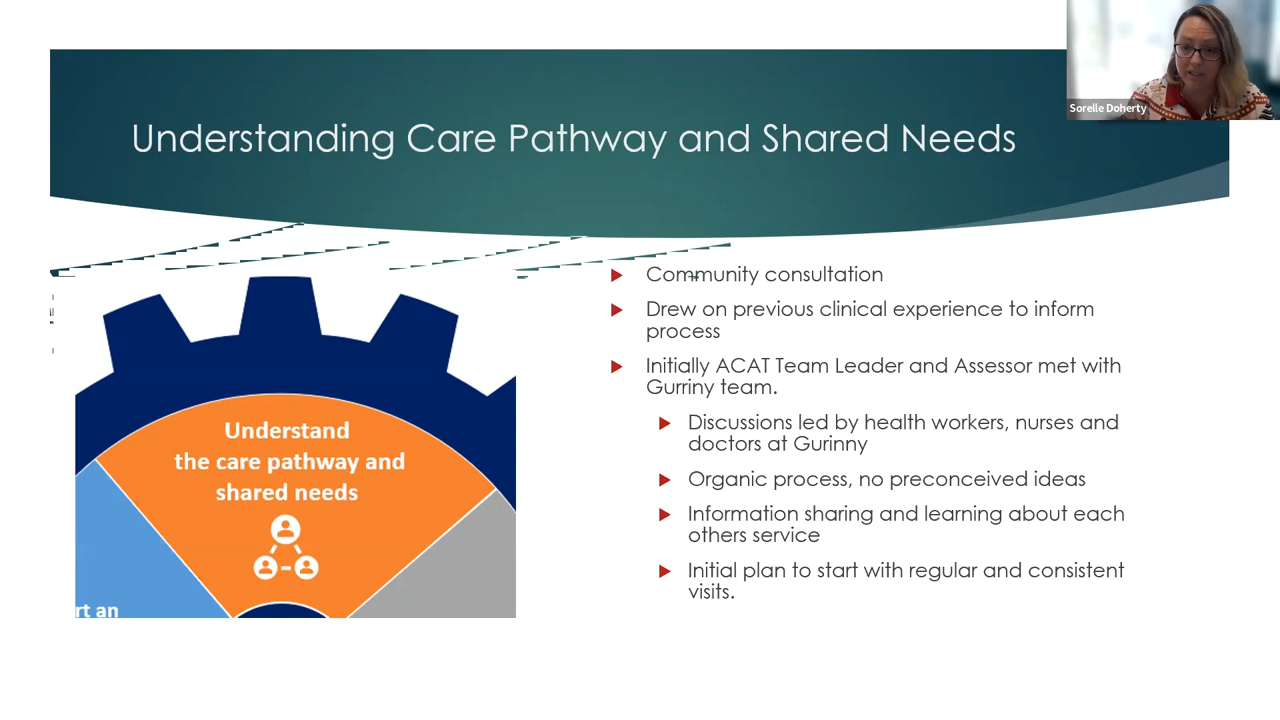 Sorelle Doherty
Understanding Care Pathway and Shared Needs
Understand
the care pathway and
shared needs
rt an
Community consultation
Drew on previous clinical experience to inform
process
Initially ACAT Team Leader and Assessor met with
Gurriny team.
Discussions led by health workers, nurses and
doctors at Gurinny
Organic process, no preconceived ideas
Information sharing and learning about each
others service
Initial plan to start with regular and consistent
visits.